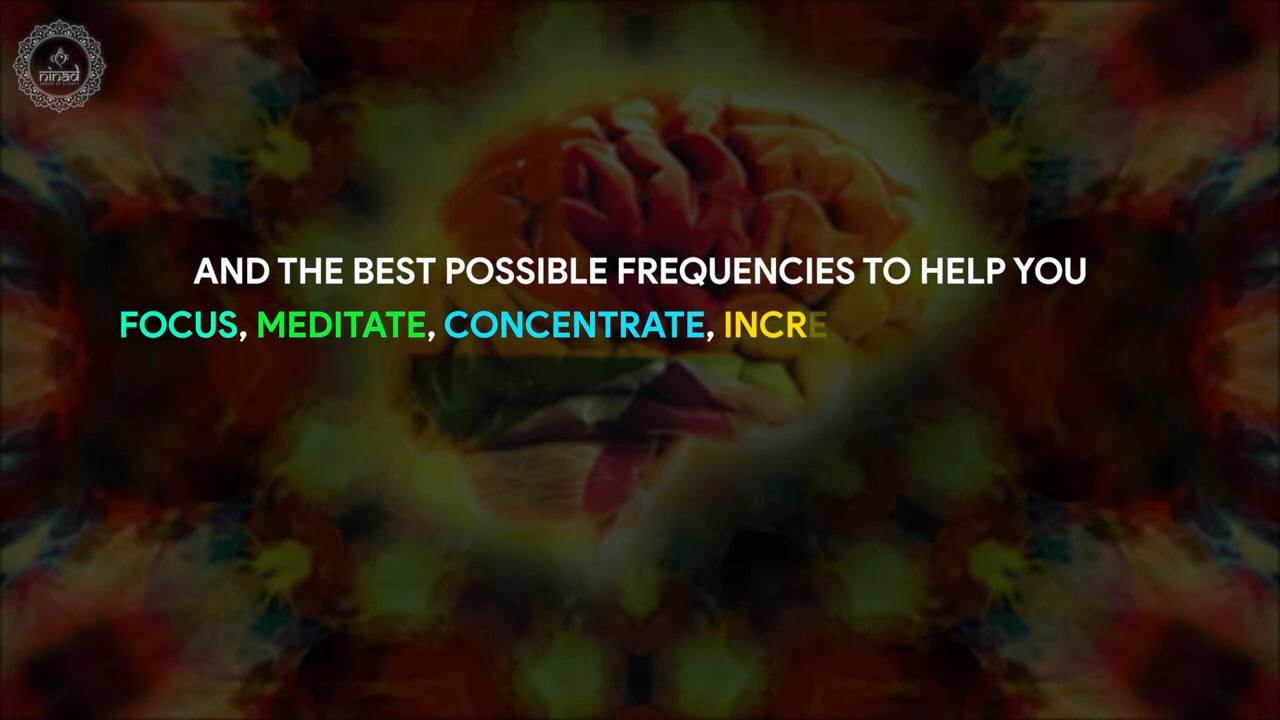 ninad
AND THE BEST POSSIBLE FREQUENCIES TO HELP YOU
FOCUS, MEDITATE, CONCENTRATE, INCRE